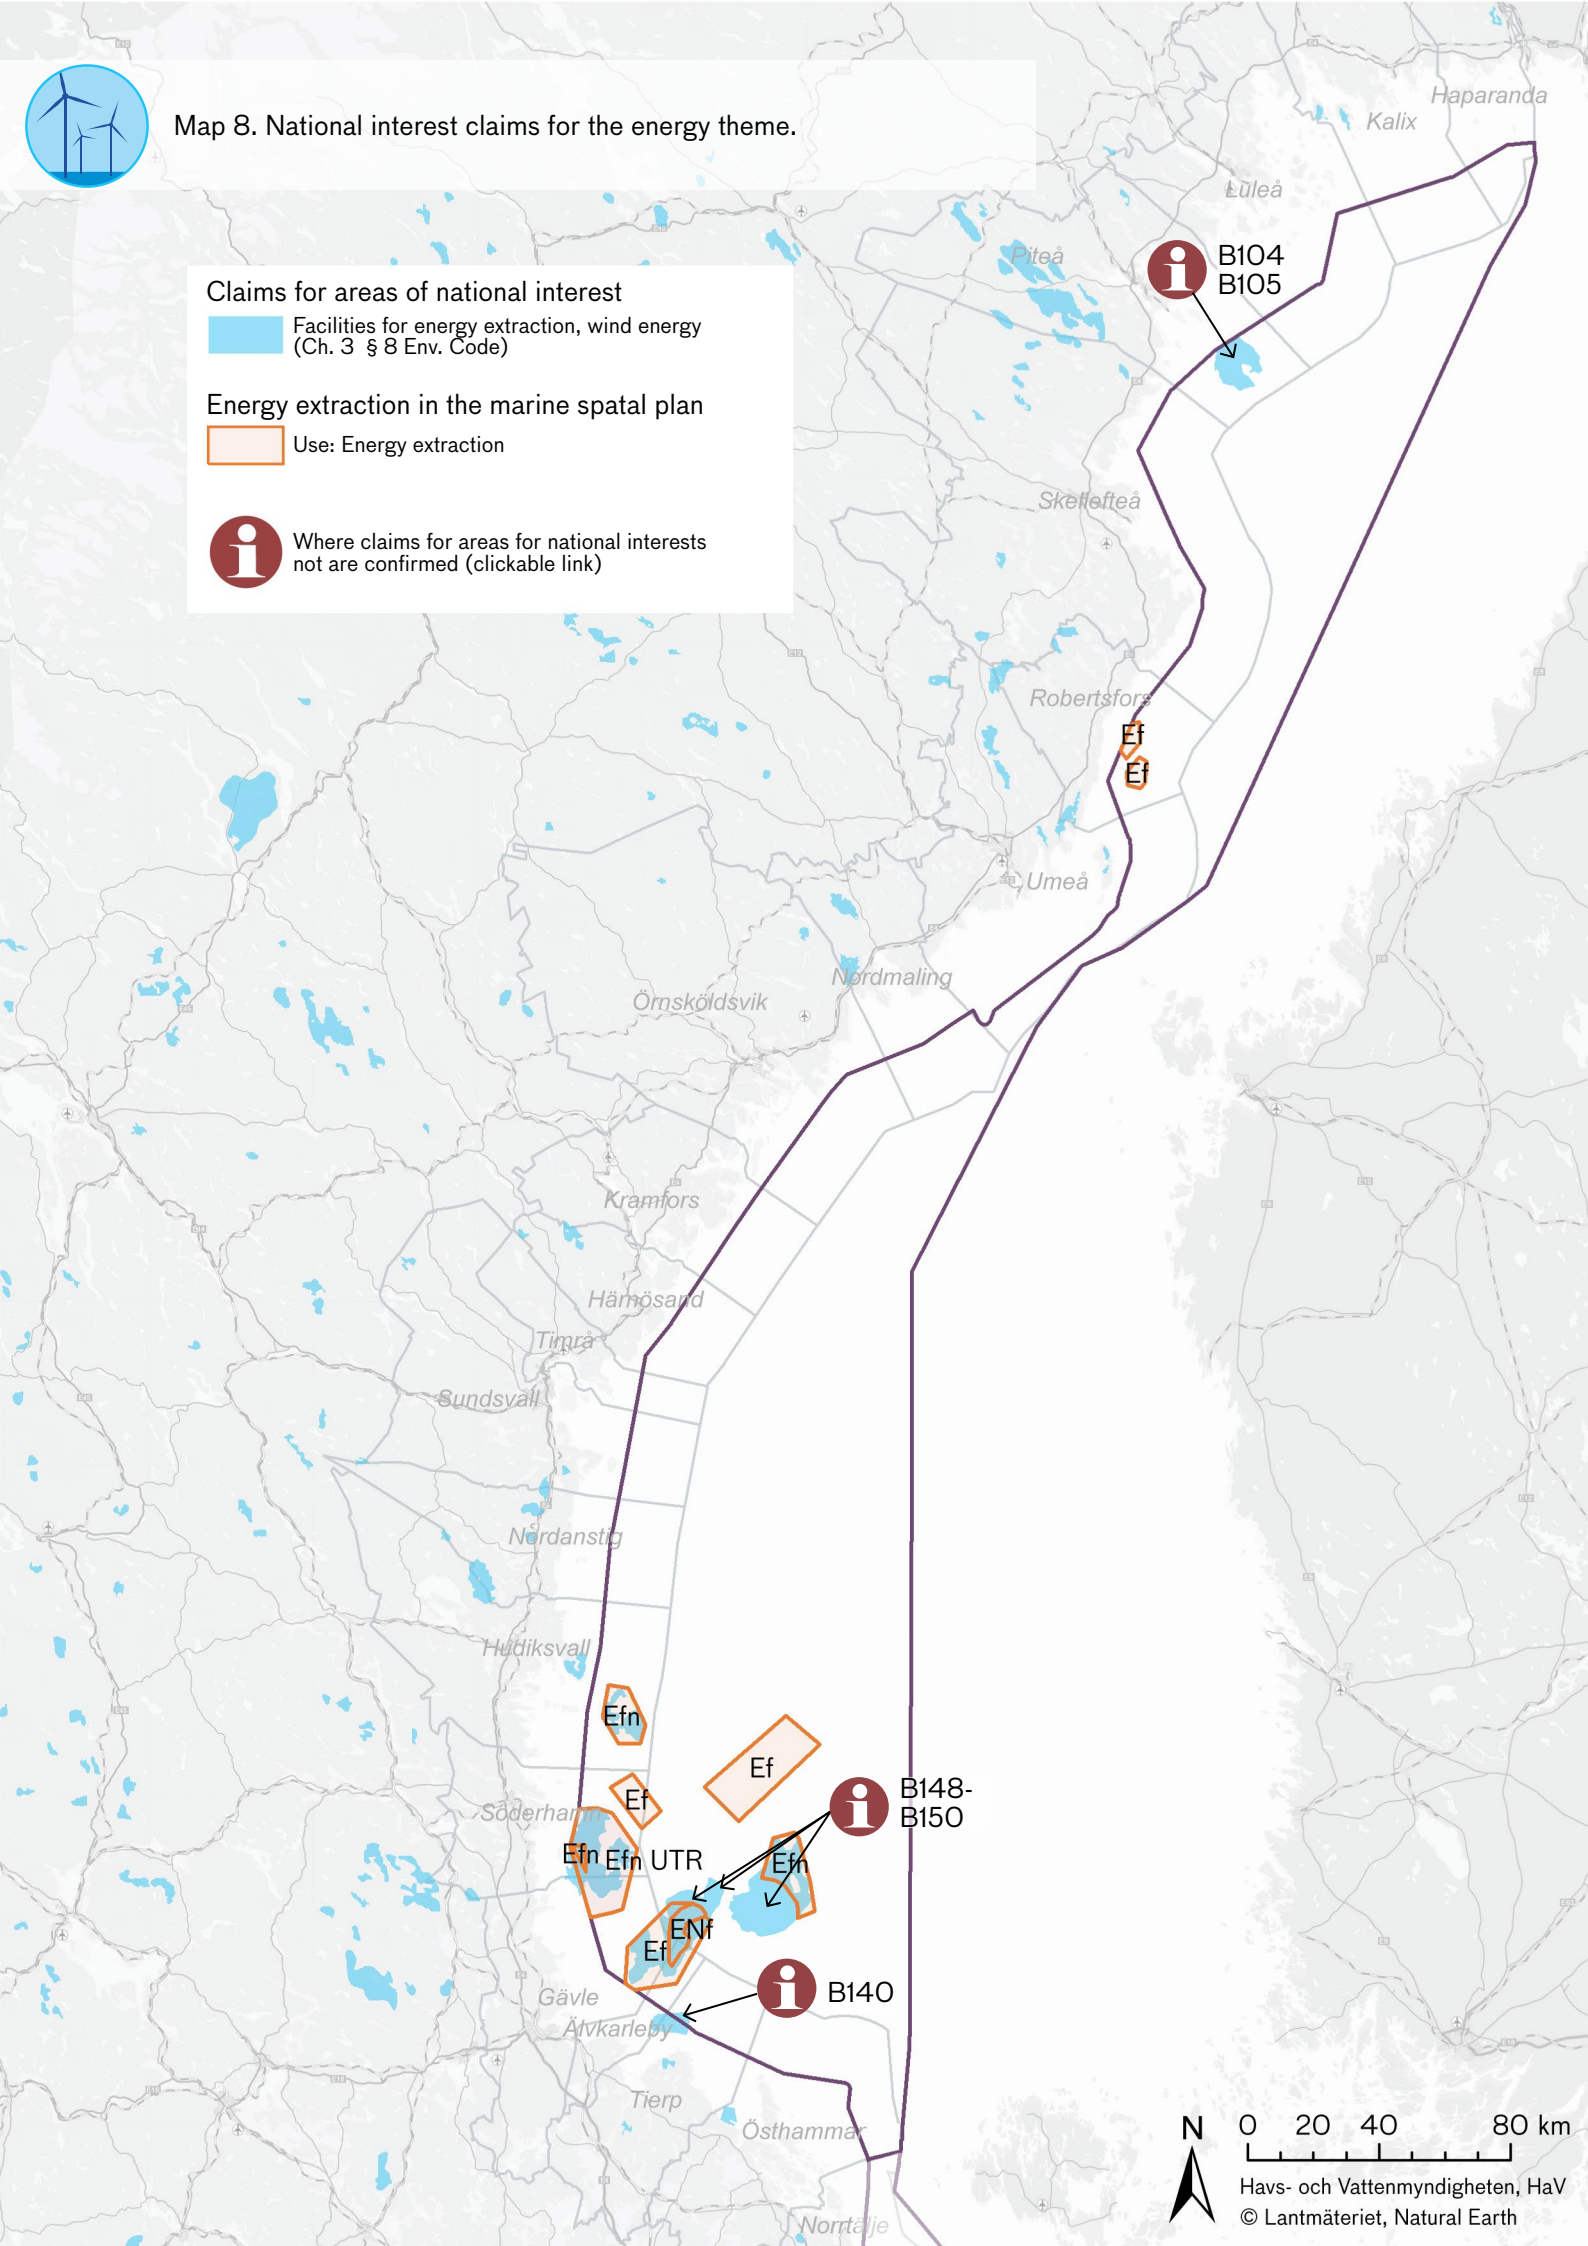 Map 8. National interest claims for the energy theme.
Claims for areas of national interest
Facilities for energy extraction, wind energy
(Ch. 3 § 8 Env. Code)
Energy extraction in the marine spatal plan
Use: Energy extraction
Where claims for areas for national interests
not are confirmed (clickable link)
Haparanda
Kalix
Luleå
Piteå
B104
B105
Skellefteå
Robertsfors
Ef
Ef
Umeå
Nordmaling
Örnsköldsvik
Kramfors
Härnösand
Timrå
Sundsvall
Nordanstig
Hudiksvall
Efn
Ef
Ef
B148-
B150
Söderhamn
Efn
Efn UTR
Efn
ENf
Ef
B140
Gävle
Älvkarleby
Tierp
Östhammar
Norrtälje
N
0 20 40 80 km
Havs- och Vattenmyndigheten, HaV
© Lantmäteriet, Natural Earth